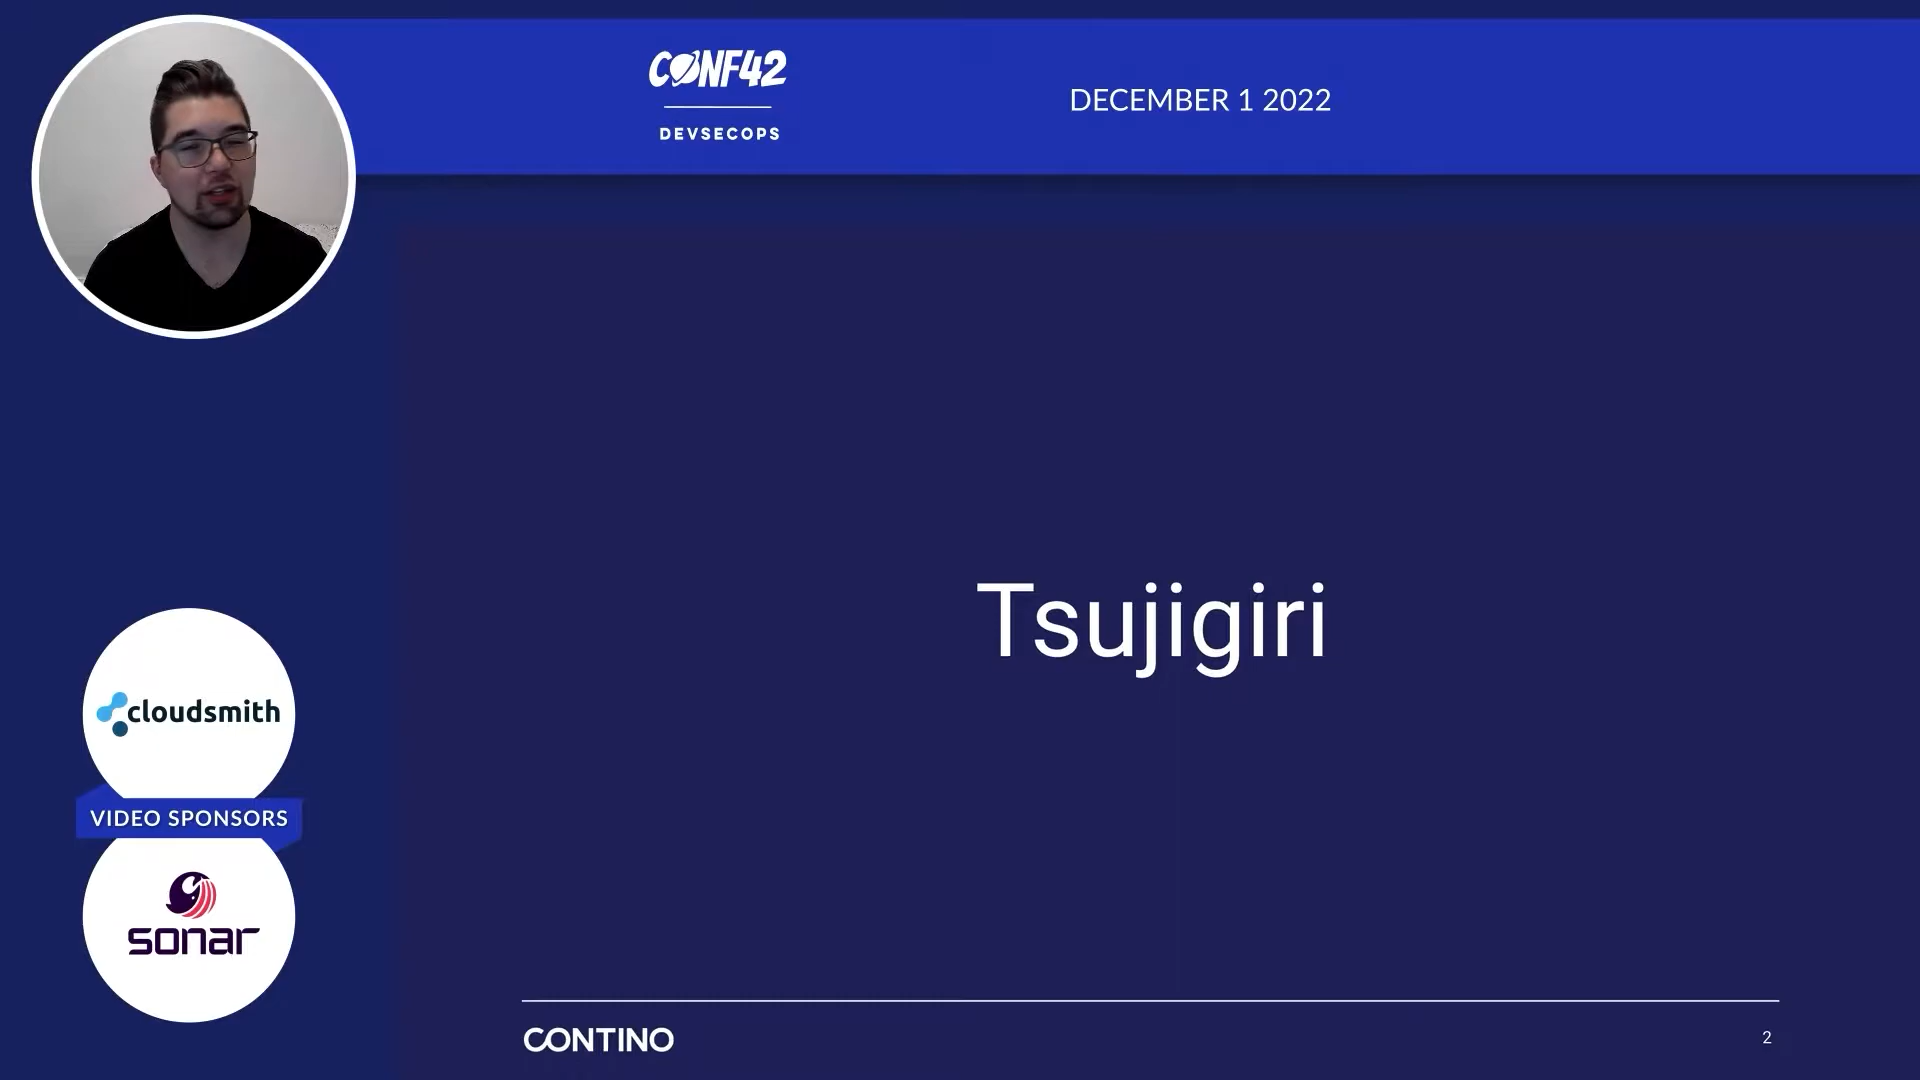 CONF42
DEVSECOPS
DECEMBER 1 2022
Tsujigiri
cloudsmith
VIDEO SPONSORS
sonar
CONTINO
2